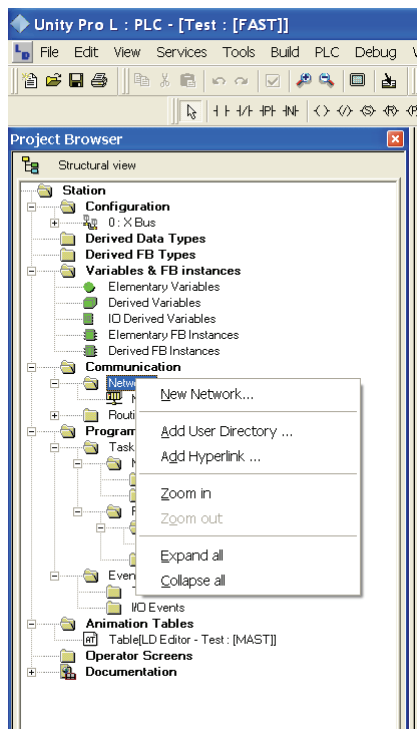 Unity Pro L : PLC - [Test : [FAST]]
File Edit View Services Tools Build PLC Debug
Project Browser
Structural view
Station
Configuration
0 : X Bus
Derived Data Types
Derived FB Types
Variables & FB instances
Elementary Variables
Derived Variables
IO Derived Variables
Elementary FB Instances
Derived FB Instances
Communication
New Network...
Add User Directory ...
Add Hyperlink ...
Zoom in
Zoom out
Expand all
Collapse all
I/O Events
Animation Tables
Table[LD Editor - Test : [MAST]]
Operator Screens
Documentation